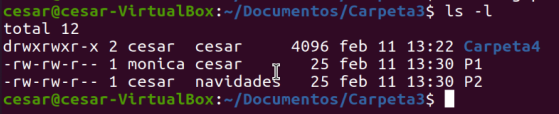 cesar@cesar-VirtualBox:~/Documentos/Carpeta3$ ls -l
total 12
drwxrwxr-x 2 cesar  cesar     4096 feb 11 13:22 Carpeta4
-rw-rw-r-- 1 monica cesar       25 feb 11 13:30 P1
-rw-rw-r-- 1 cesar  navidades   25 feb 11 13:30 P2
cesar@cesar-VirtualBox:~/Documentos/Carpeta3$